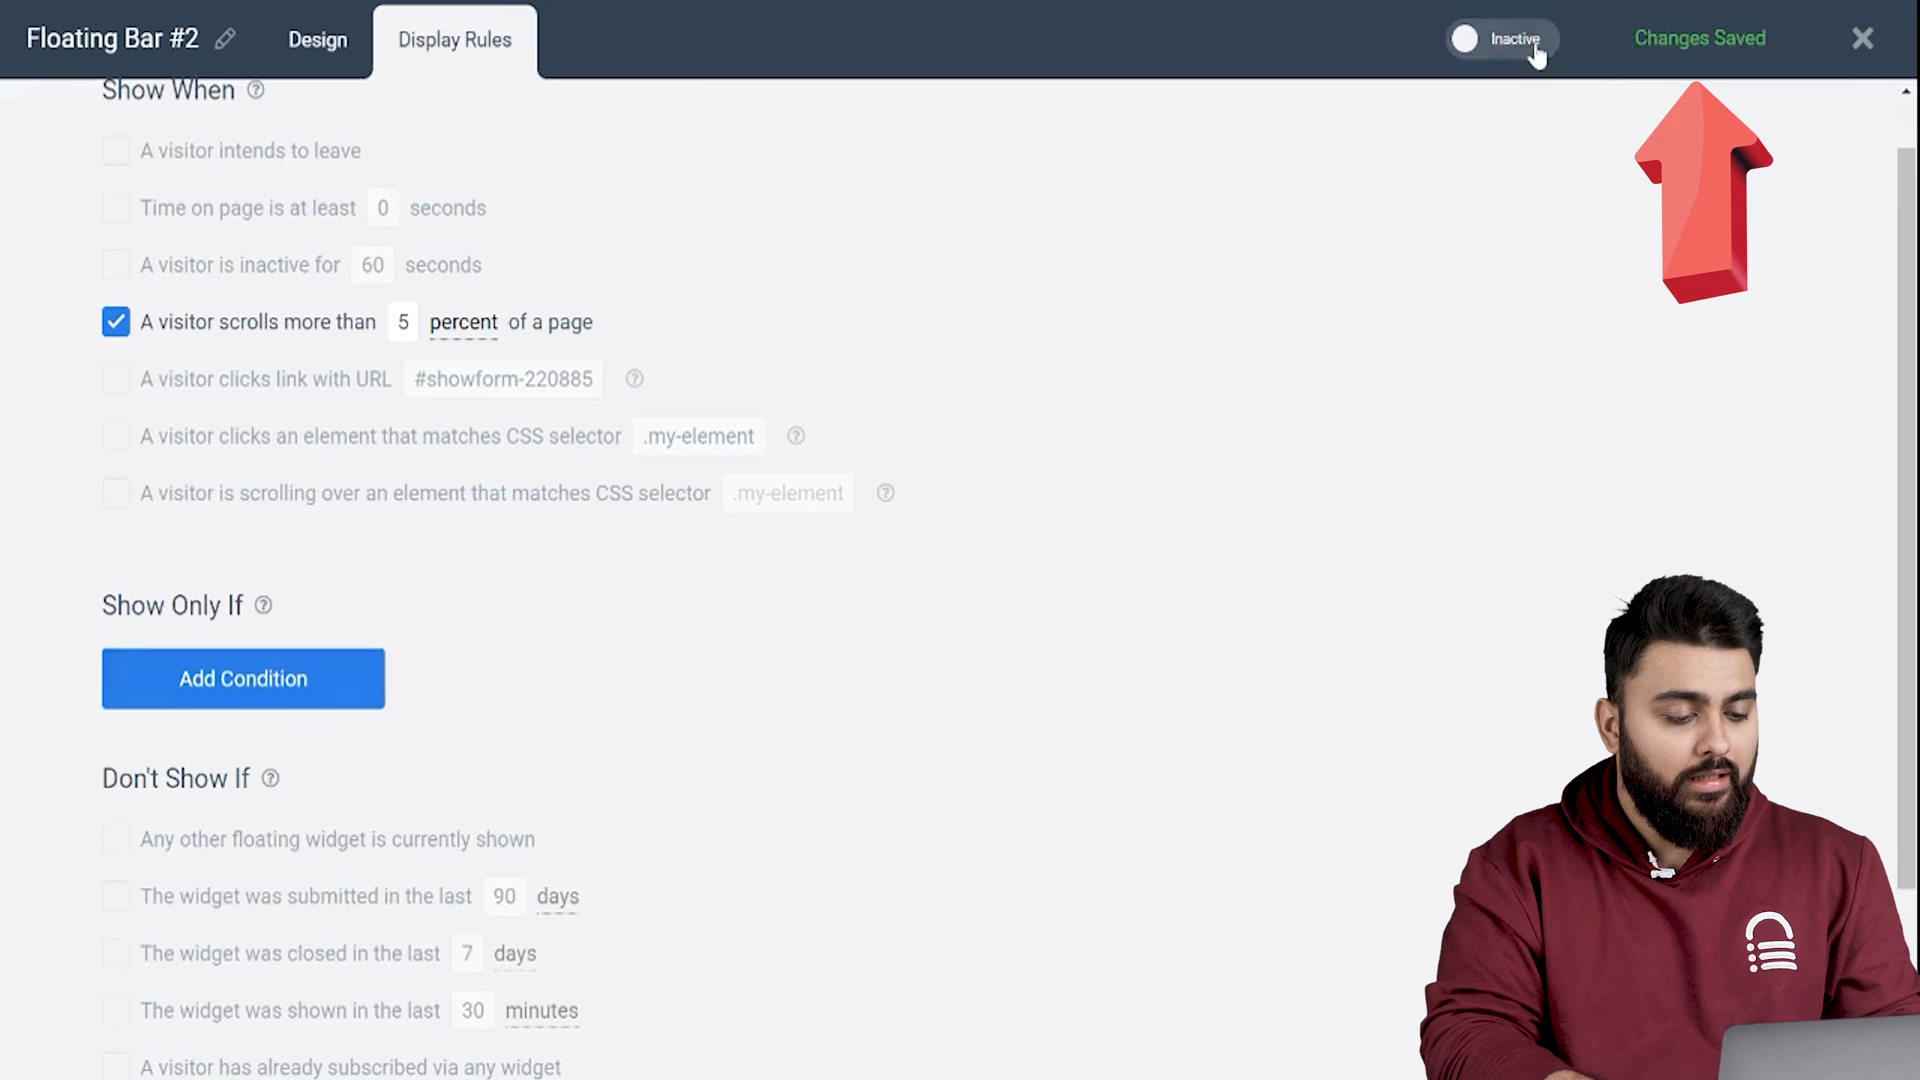 Floating Bar #2
Design
Display Rules
Inactive
Changes Saved
Show When
A visitor intends to leave
Time on page is at least 0 seconds
A visitor is inactive for 60 seconds
A visitor scrolls more than 5 percent of a page
A visitor clicks link with URL #showform-220885
A visitor clicks an element that matches CSS selector .my-element
A visitor is scrolling over an element that matches CSS selector .my-element
Show Only If
Add Condition
Don't Show If
Any other floating widget is currently shown
The widget was submitted in the last 90 days
The widget was closed in the last 7 days
The widget was shown in the last 30 minutes
A visitor has already subscribed via any widget